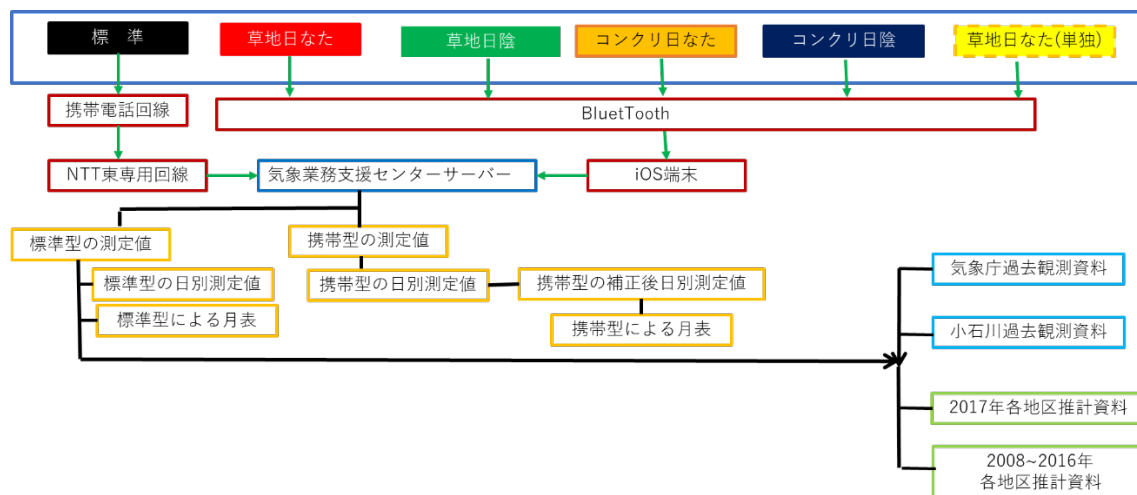 標 準
草地日なた
草地日陰
コンクリ日なた
コンクリ日陰
草地日なた(単独)
携帯電話回線
BluetTooth
NTT東専用回線
気象業務支援センターサーバー
iOS端末
標準型の測定値
携帯型の測定値
標準型の日別測定値
携帯型の日別測定値
携帯型の補正後日別測定値
標準型による月表
携帯型による月表
気象庁過去観測資料
小石川過去観測資料
2017年各地区推計資料
2008~2016年
各地区推計資料